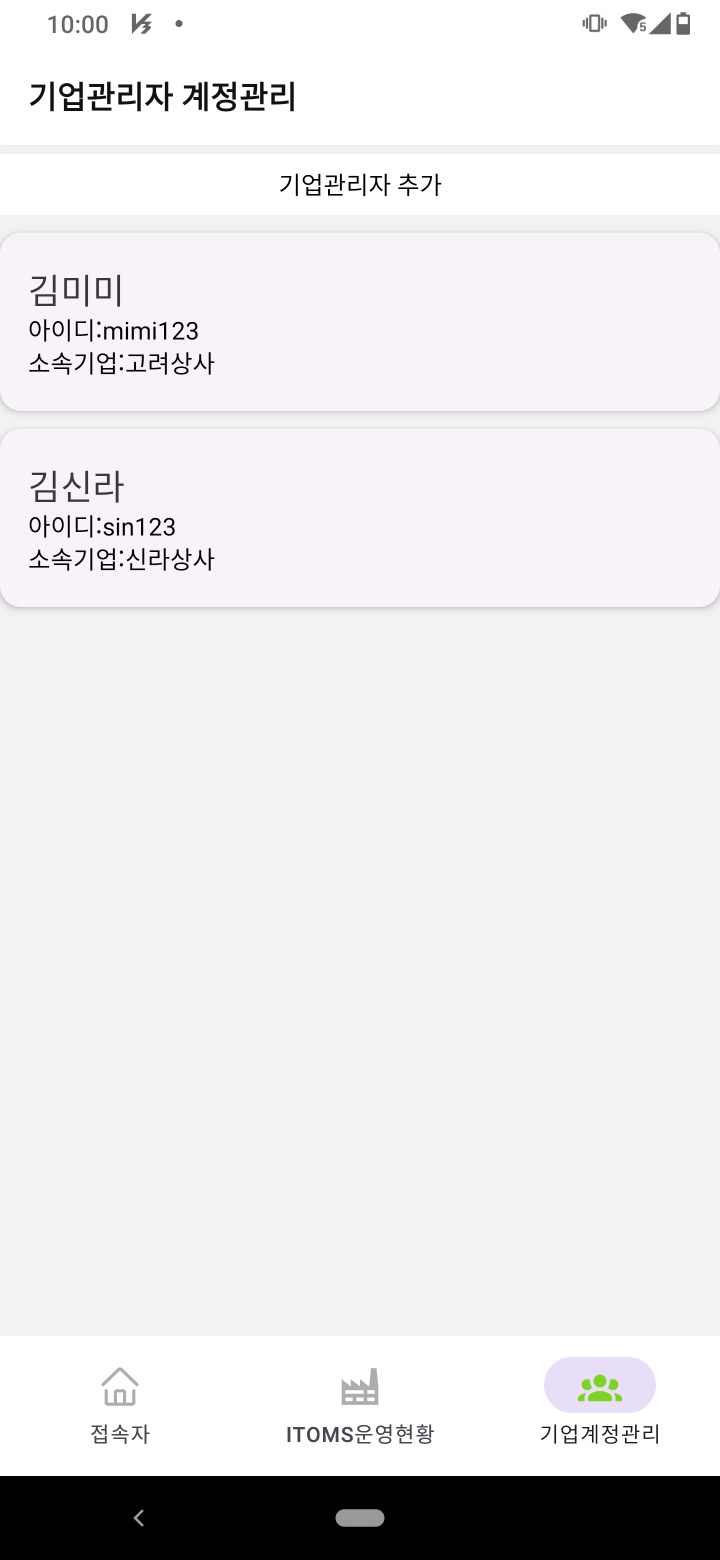 10:00
기업관리자 계정관리
기업관리자 추가
김미미
아이디:mimi123
소속기업:고려상사
김신라
아이디:sin123
소속기업:신라상사
접속자
ITOMS운영현황
기업계정관리